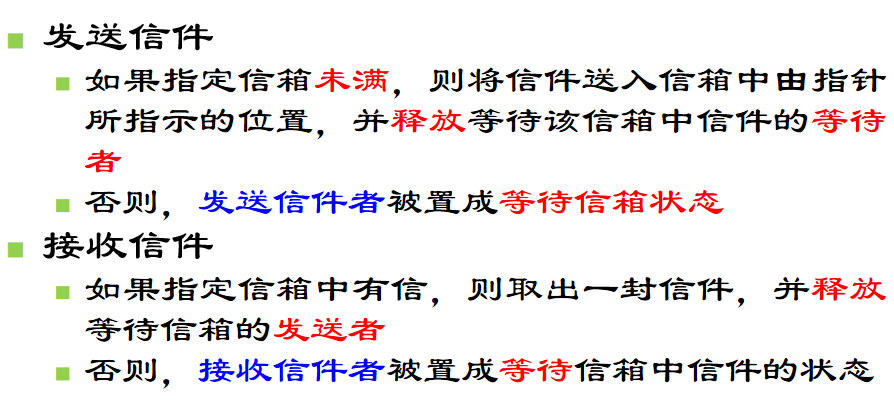 发送信件
如果指定信箱未满，则将信件送入信箱中由指针
所指示的位置，并释放等待该信箱中信件的等待
者
否则，发送信件者被置成等待信箱状态
接收信件
如果指定信箱中有信，则取出一封信件，并释放
等待信箱的发送者
否则，接收信件者被置成等待信箱中信件的状态